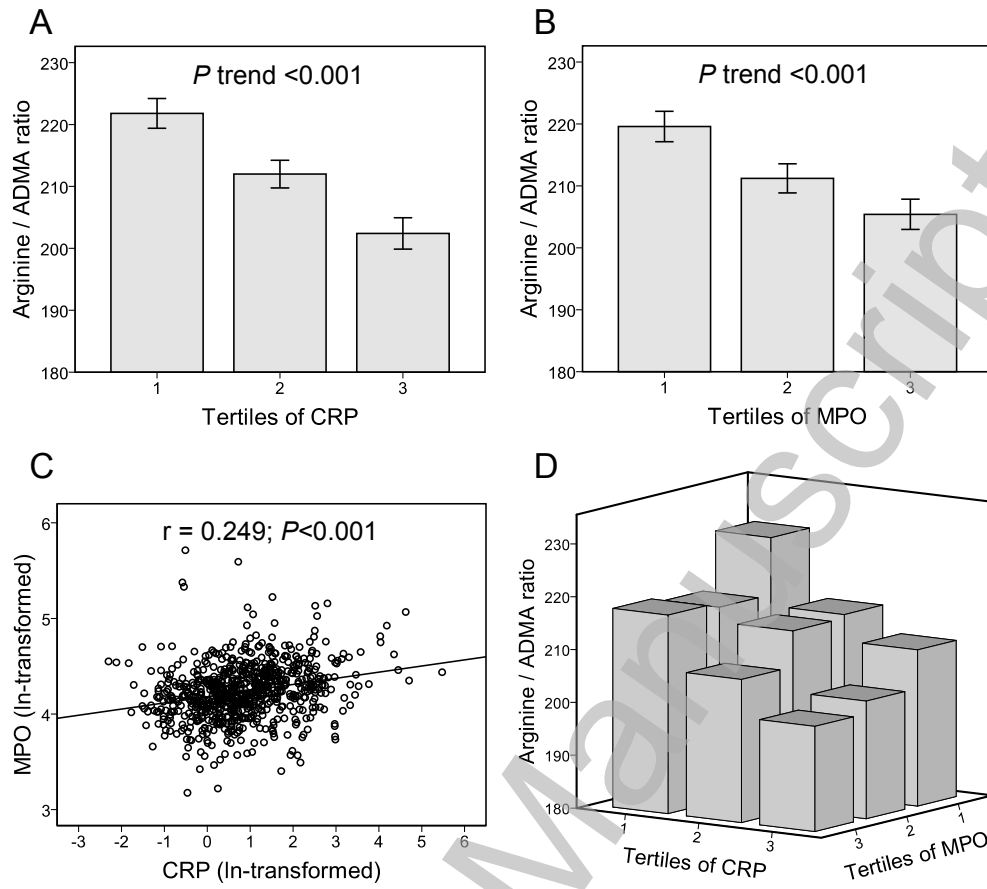 A
P trend <0.001
Arginine / ADMA ratio
230
220
210
200
190
180
1 2 3
Tertiles of CRP
B
P trend <0.001
Arginine / ADMA ratio
230
220
210
200
190
180
1 2 3
Tertiles of MPO
C
r = 0.249; P<0.001
MPO (ln-transformed)
6
5
4
3
-3 -2 -1 0 1 2 3 4 5 6
CRP (ln-transformed)
D
Arginine / ADMA ratio
230
220
210
200
190
180
1 2 3
Tertiles of CRP
3 2 1
Tertiles of MPO
Manuscript